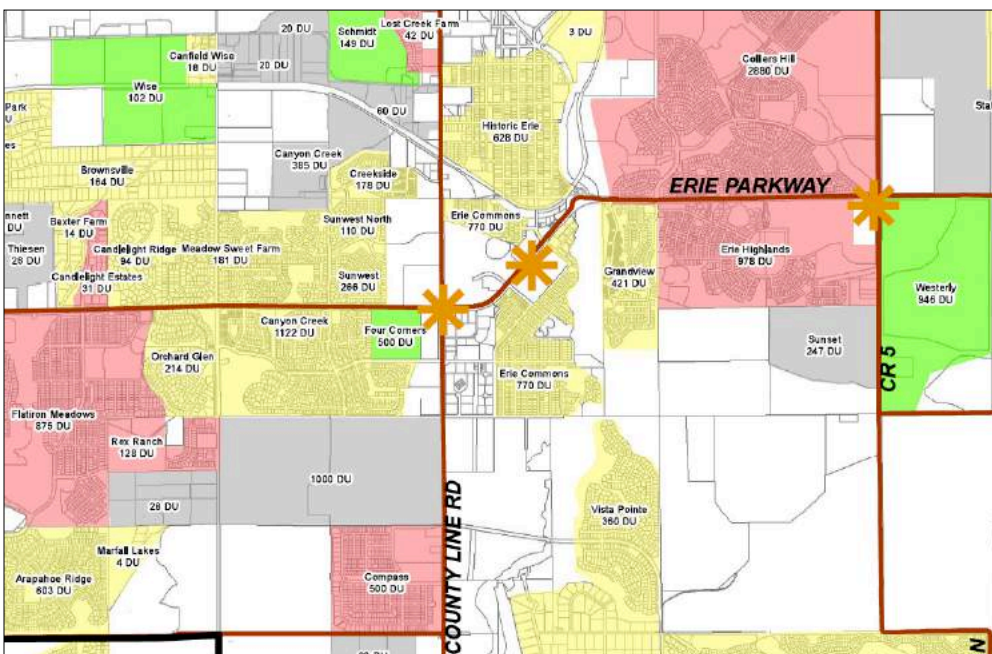 20 DU
Schmidt
149 DU
Lost Creek Farm
42 DU
3 DU
Canfield Wise
18 DU
20 DU
Colliers Hill
2880 DU
Wise
102 DU
60 DU
Park
Historic Erie
628 DU
Canyon Creek
385 DU
Brownsville
164 DU
Creekside
178 DU
ERIE PARKWAY
Baxter Farm
14 DU
Sunwest North
110 DU
Erie Commons
770 DU
DU
Thiesen
28 DU
Candlelight Ridge
94 DU
Meadow Sweet Farm
181 DU
Erie Highlands
978 DU
Candlelight Estates
31 DU
Sunwest
266 DU
Grandview
421 DU
Westerly
946 DU
Canyon Creek
1122 DU
Four Corners
500 DU
Sunset
247 DU
Orchard Glen
214 DU
CR 5
Erie Commons
770 DU
Flatiron Meadows
875 DU
Rex Ranch
128 DU
1000 DU
28 DU
COUNTY LINE RD
Vista Pointe
360 DU
Marfall Lakes
4 DU
Arapahoe Ridge
603 DU
Compass
500 DU
N